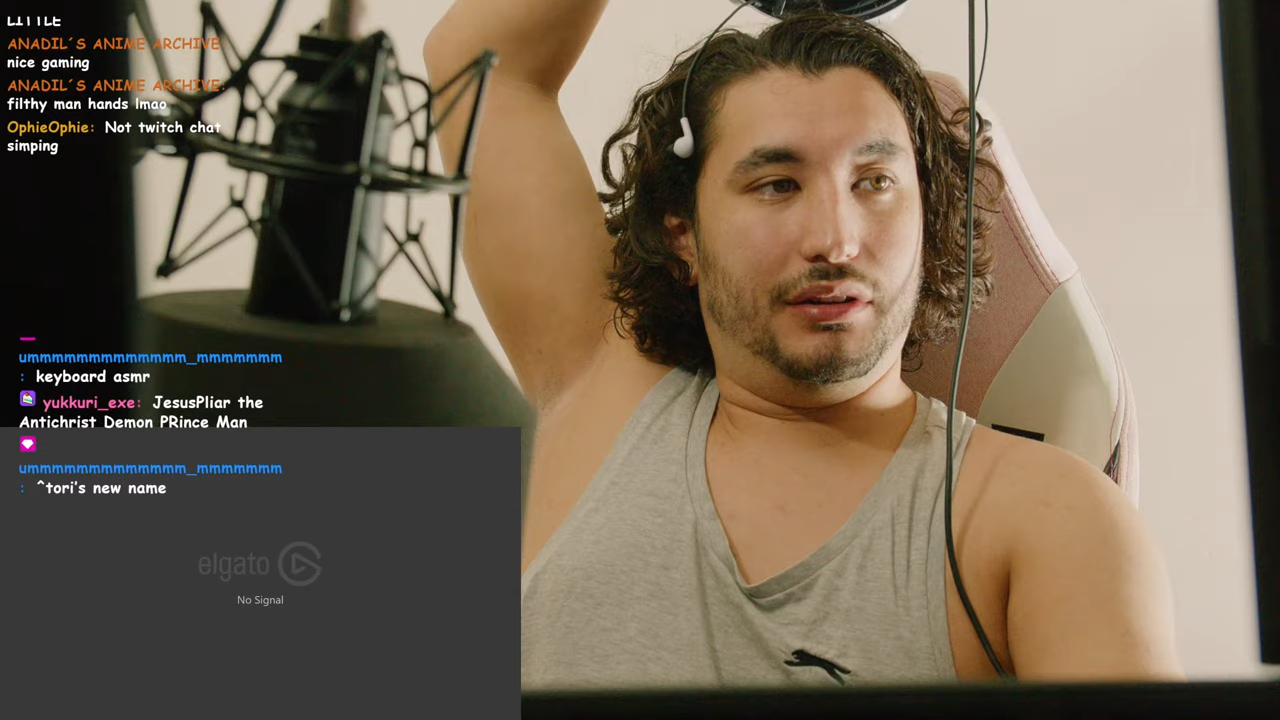 ANADIL´S ANIME ARCHIVE:
nice gaming
ANADIL´S ANIME ARCHIVE:
filthy man hands lmao
OphieOphie: Not twitch chat
simping
ummmmmmmmmmmmm_mmmmmmm
: keyboard asmr
yukkuri_exe: JesusPliar the
Antichrist Demon PRince Man
ummmmmmmmmmmmm_mmmmmmm
: ^tori's new name
elgato
No Signal